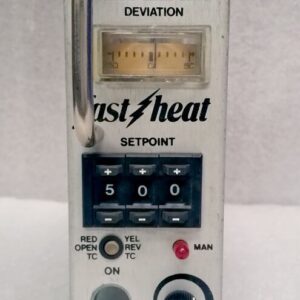 DEVIATION
fast heat
SETPOINT
+ + +
5 0 0
- - -
RED YEL
OPEN REV MAN
TC TC
ON